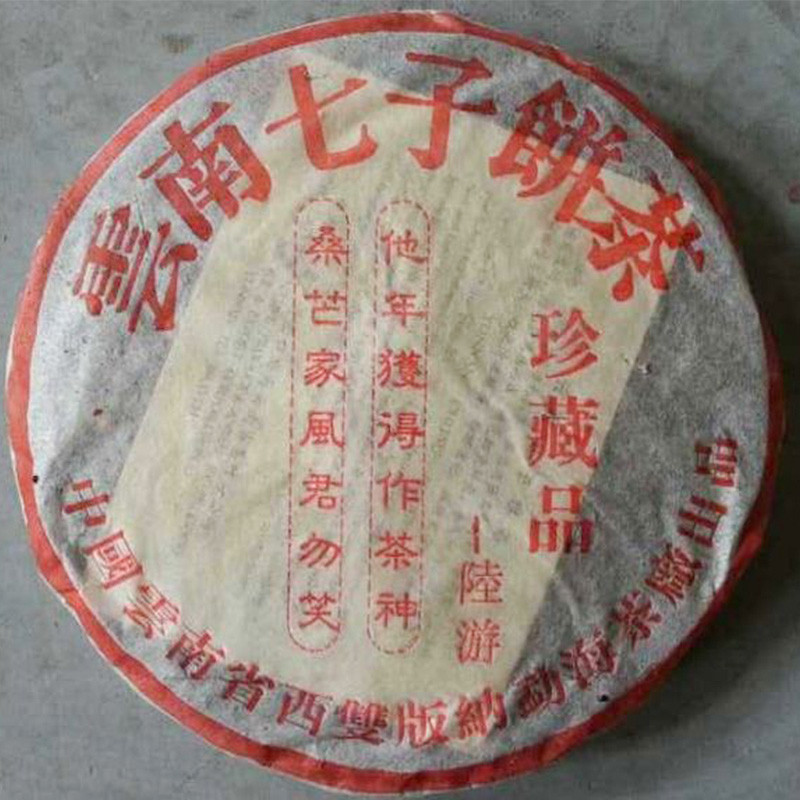 雲南七子餅茶
珍藏品
桑芒家風君勿笑
他年獲得作茶神
—陸游
中國雲南省西雙版納勐海茶廠出品